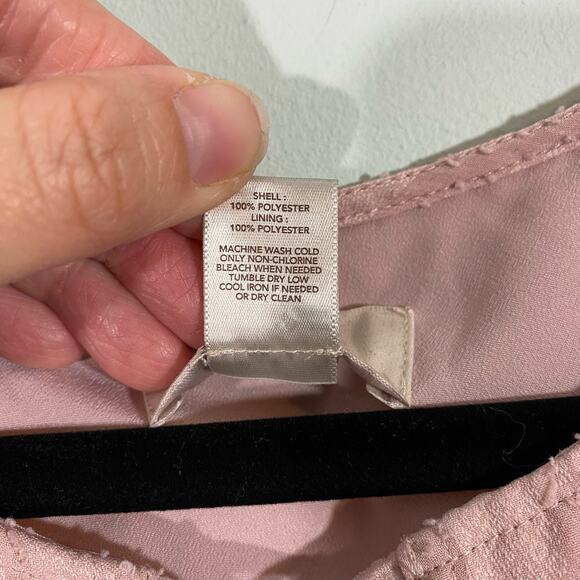 SHELL :
100% POLYESTER
LINING :
100% POLYESTER
MACHINE WASH COLD
ONLY NON-CHLORINE
BLEACH WHEN NEEDED
TUMBLE DRY LOW
COOL IRON IF NEEDED
OR DRY CLEAN